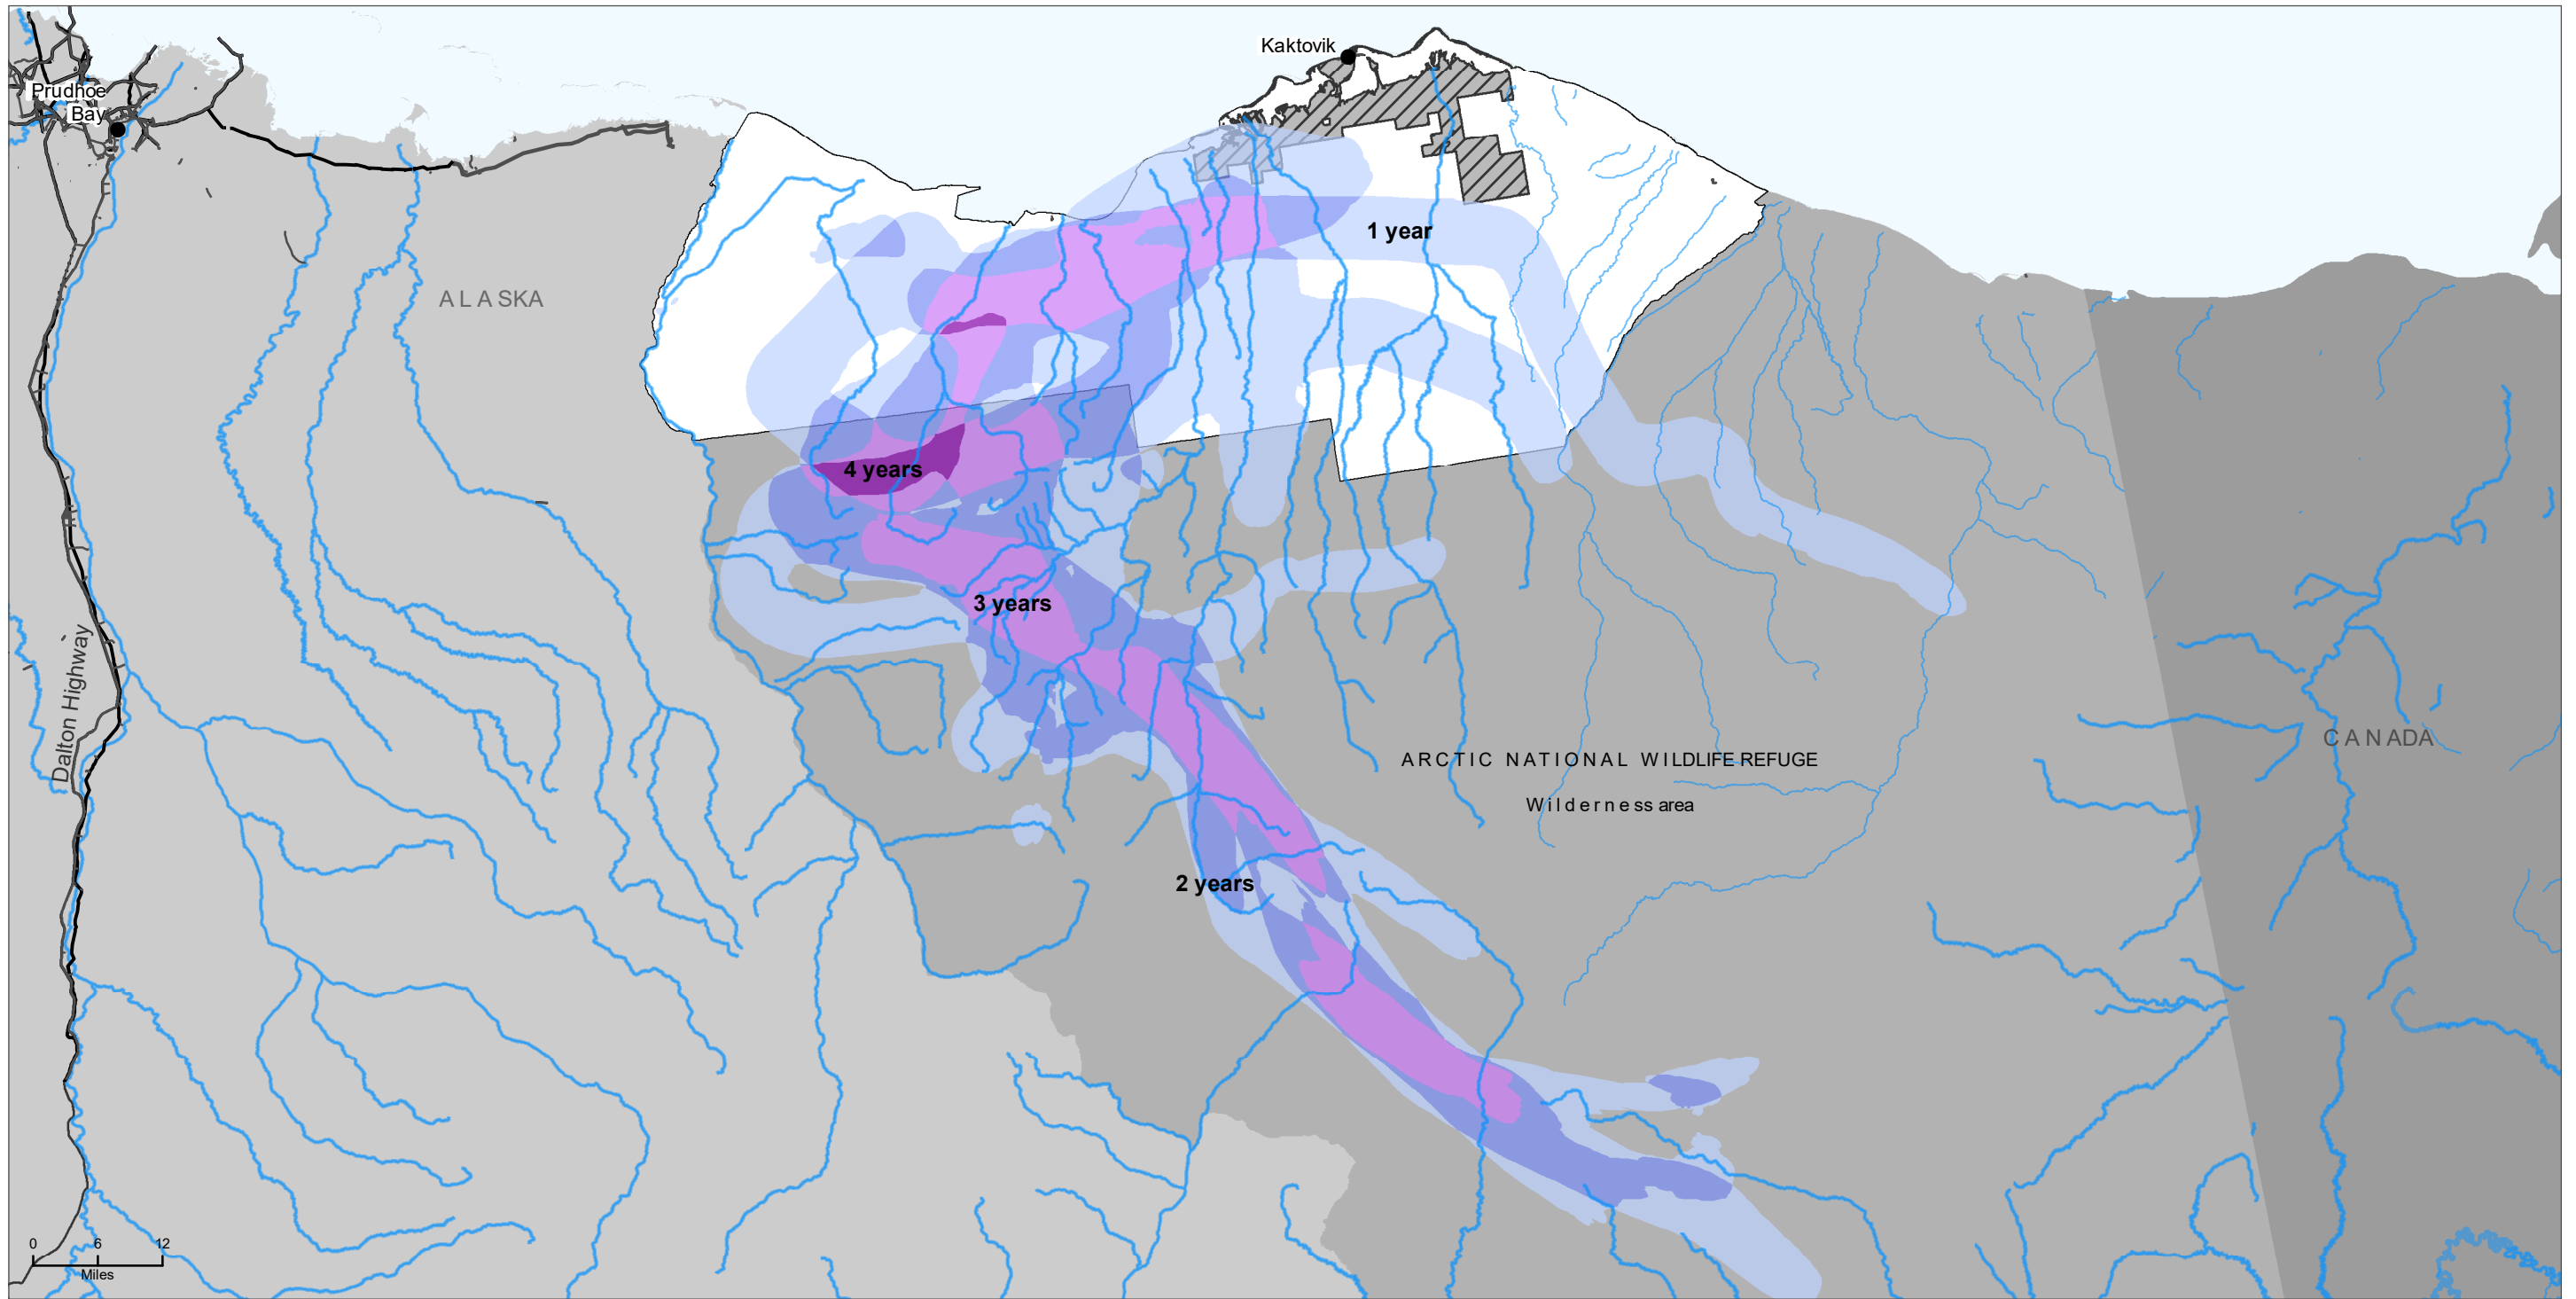 Kaktovik
Prudhoe
Bay
1 year
ALASKA
4 years
3 years
Dalton Highway
CANADA
ARCTIC NATIONAL WILDLIFE REFUGE
Wilderness area
2 years
0 6 12
Miles